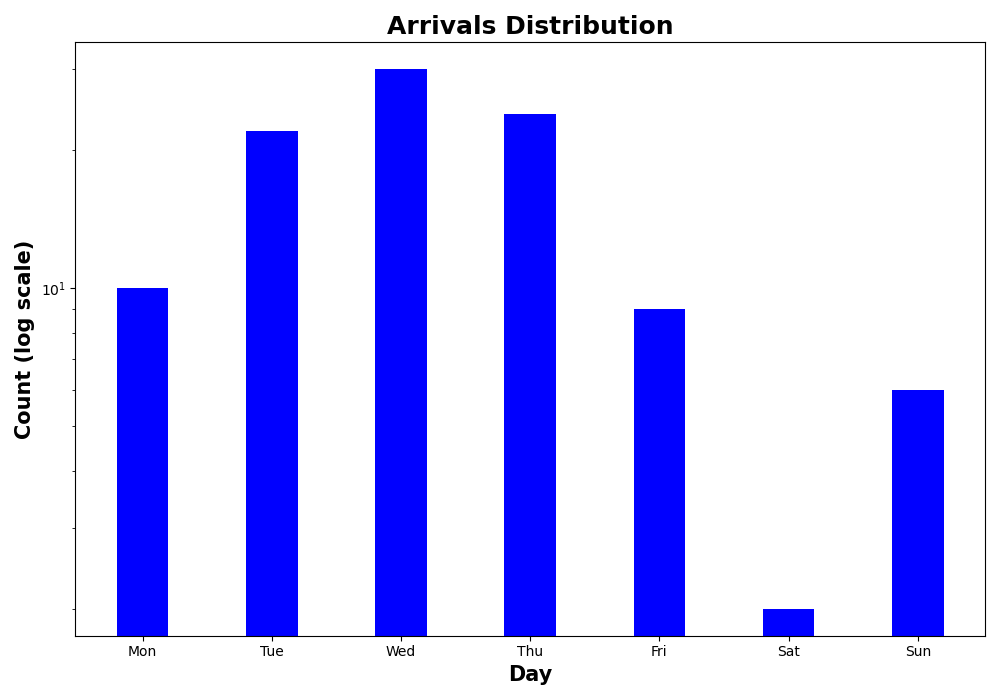 Arrivals Distribution
Count (log scale)
10¹
Mon Tue Wed Thu Fri Sat Sun
Day